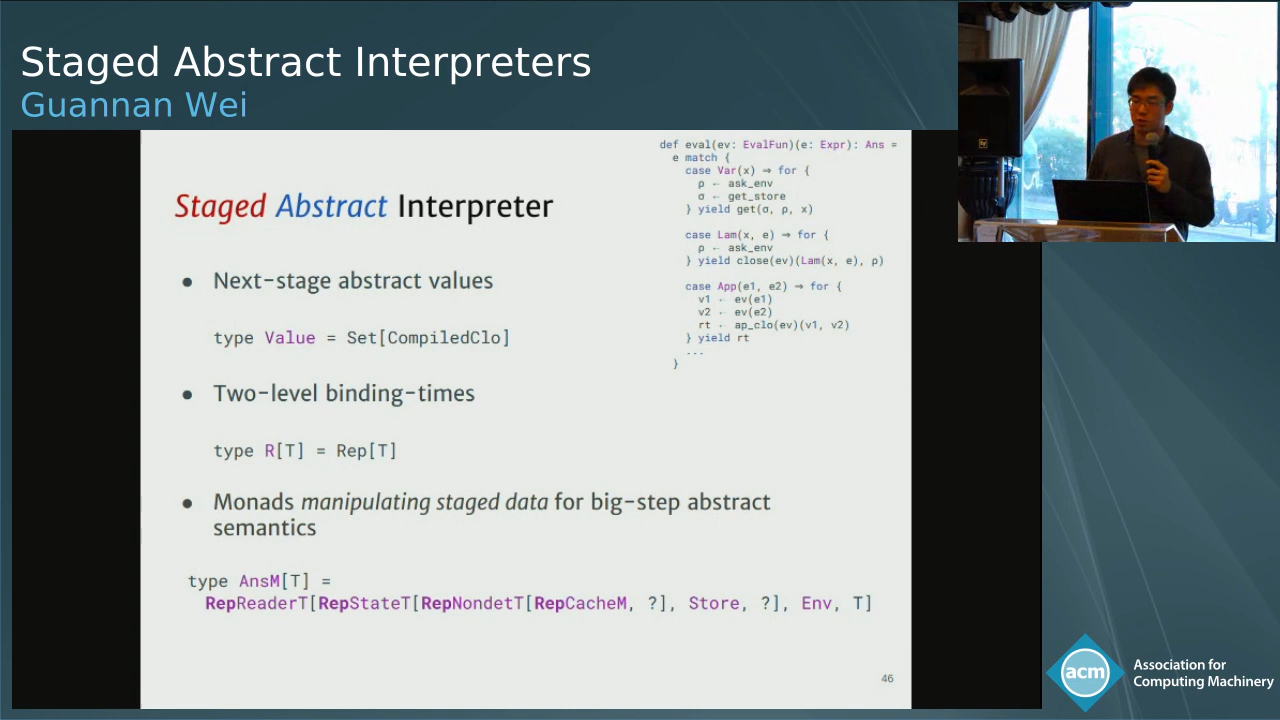 Staged Abstract Interpreters
Guannan Wei
Staged Abstract Interpreter
● Next-stage abstract values
type Value = Set[CompiledClo]
● Two-level binding-times
type R[T] = Rep[T]
● Monads manipulating staged data for big-step abstract
semantics
type AnsM[T] =
RepReaderT[RepStateT[RepNondetT[RepCacheM, ?], Store, ?], Env, T]
def eval(ev: EvalFun)(e: Expr): Ans =
e match {
case Var(x) ⇒ for {
ρ ← ask_env
σ ← get_store
} yield get(σ, ρ, x)
case Lam(x, e) ⇒ for {
ρ ← ask_env
} yield close(ev)(Lam(x, e), ρ)
case App(e1, e2) ⇒ for {
v1 ← ev(e1)
v2 ← ev(e2)
rt ← ap_clo(ev)(v1, v2)
} yield rt
...
}
46
acm
Association for
Computing Machinery